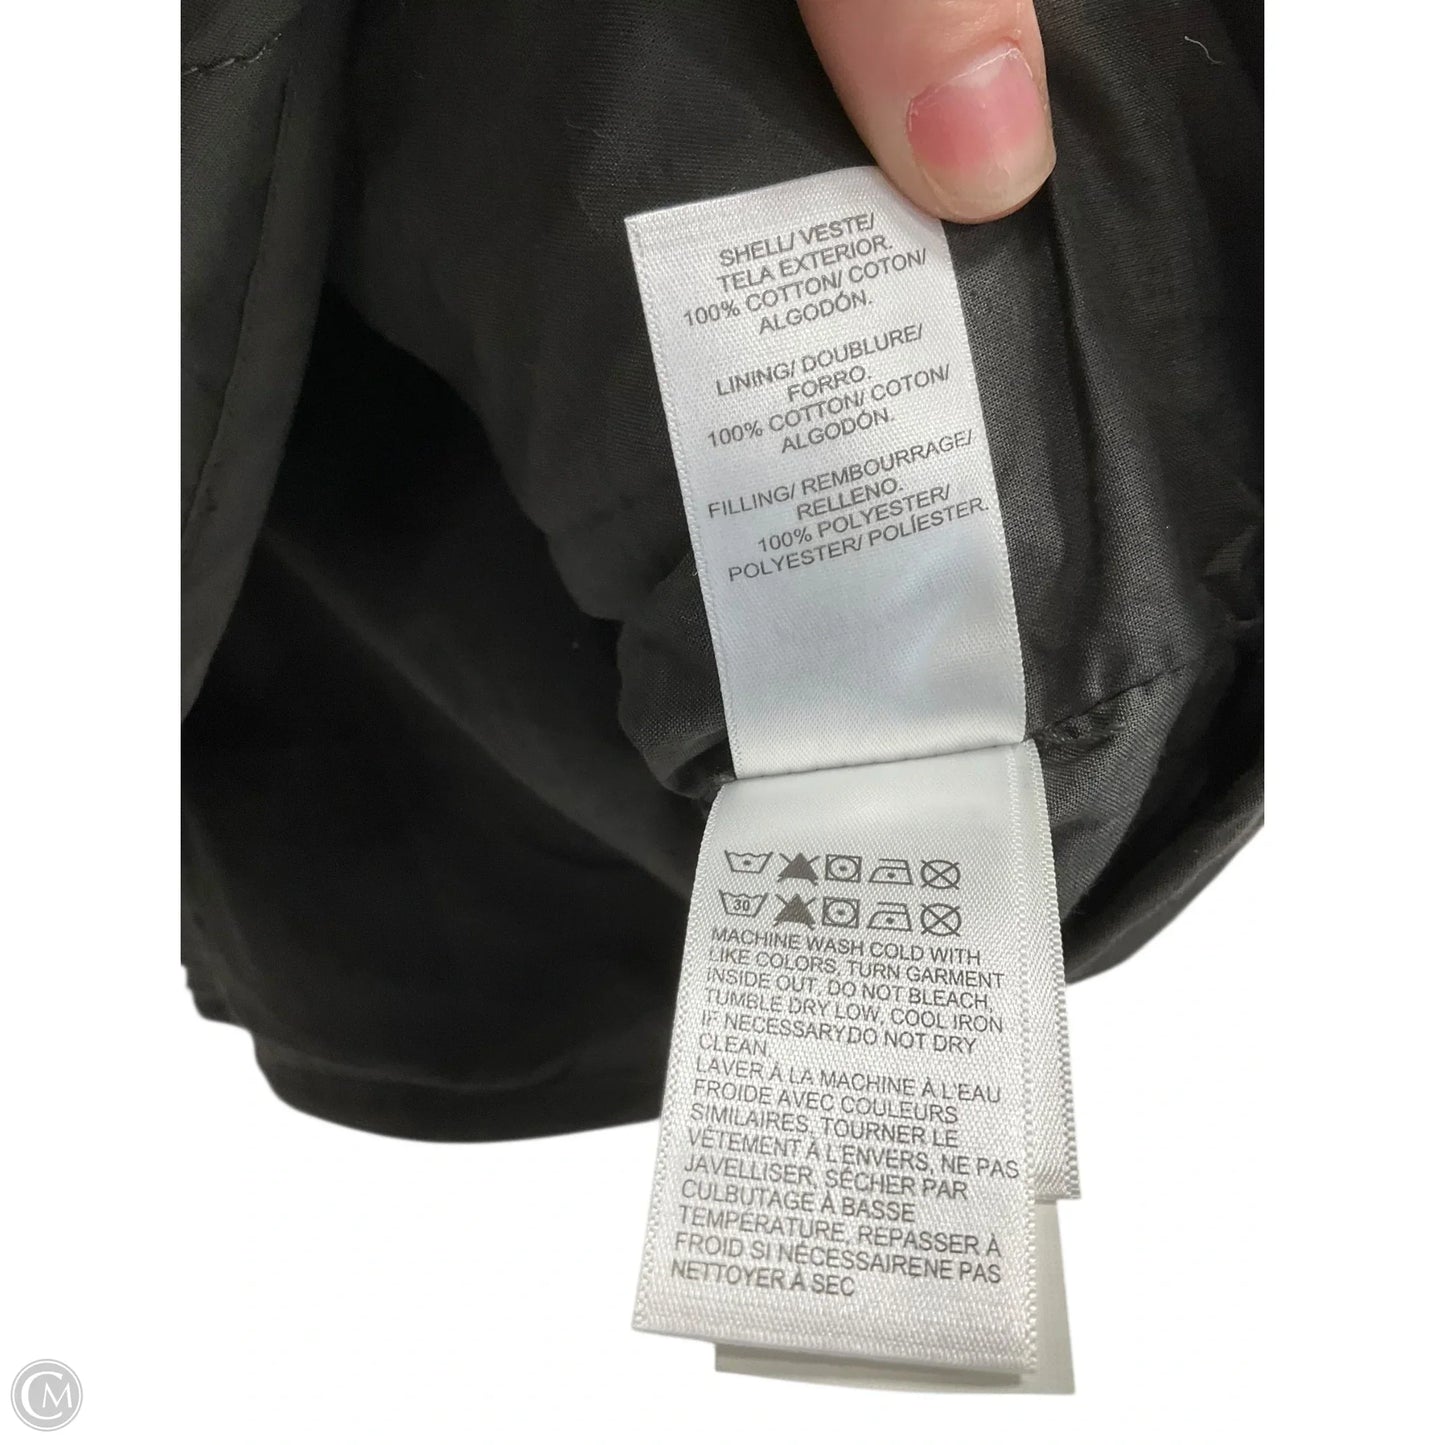 SHELL/ VESTE/
TELA EXTERIOR.
100% COTTON/ COTON/
ALGODÓN.
LINING/ DOUBLURE/
FORRO.
100% COTTON/ COTON/
ALGODÓN.
FILLING/ REMBOURRAGE/
RELLENO.
100% POLYESTER/
POLYESTER/ POLÍESTER.
30
MACHINE WASH COLD WITH
LIKE COLORS, TURN GARMENT
INSIDE OUT, DO NOT BLEACH,
TUMBLE DRY LOW, COOL IRON
IF NECESSARYDO NOT DRY
CLEAN.
LAVER À LA MACHINE À L'EAU
FROIDE AVEC COULEURS
SIMILAIRES, TOURNER LE
VÊTEMENT À L'ENVERS, NE PAS
JAVELLISER, SÉCHER PAR
CULBUTAGE À BASSE
TEMPÉRATURE, REPASSER À
FROID SI NÉCESSAIRENE PAS
NETTOYER À SEC
CM